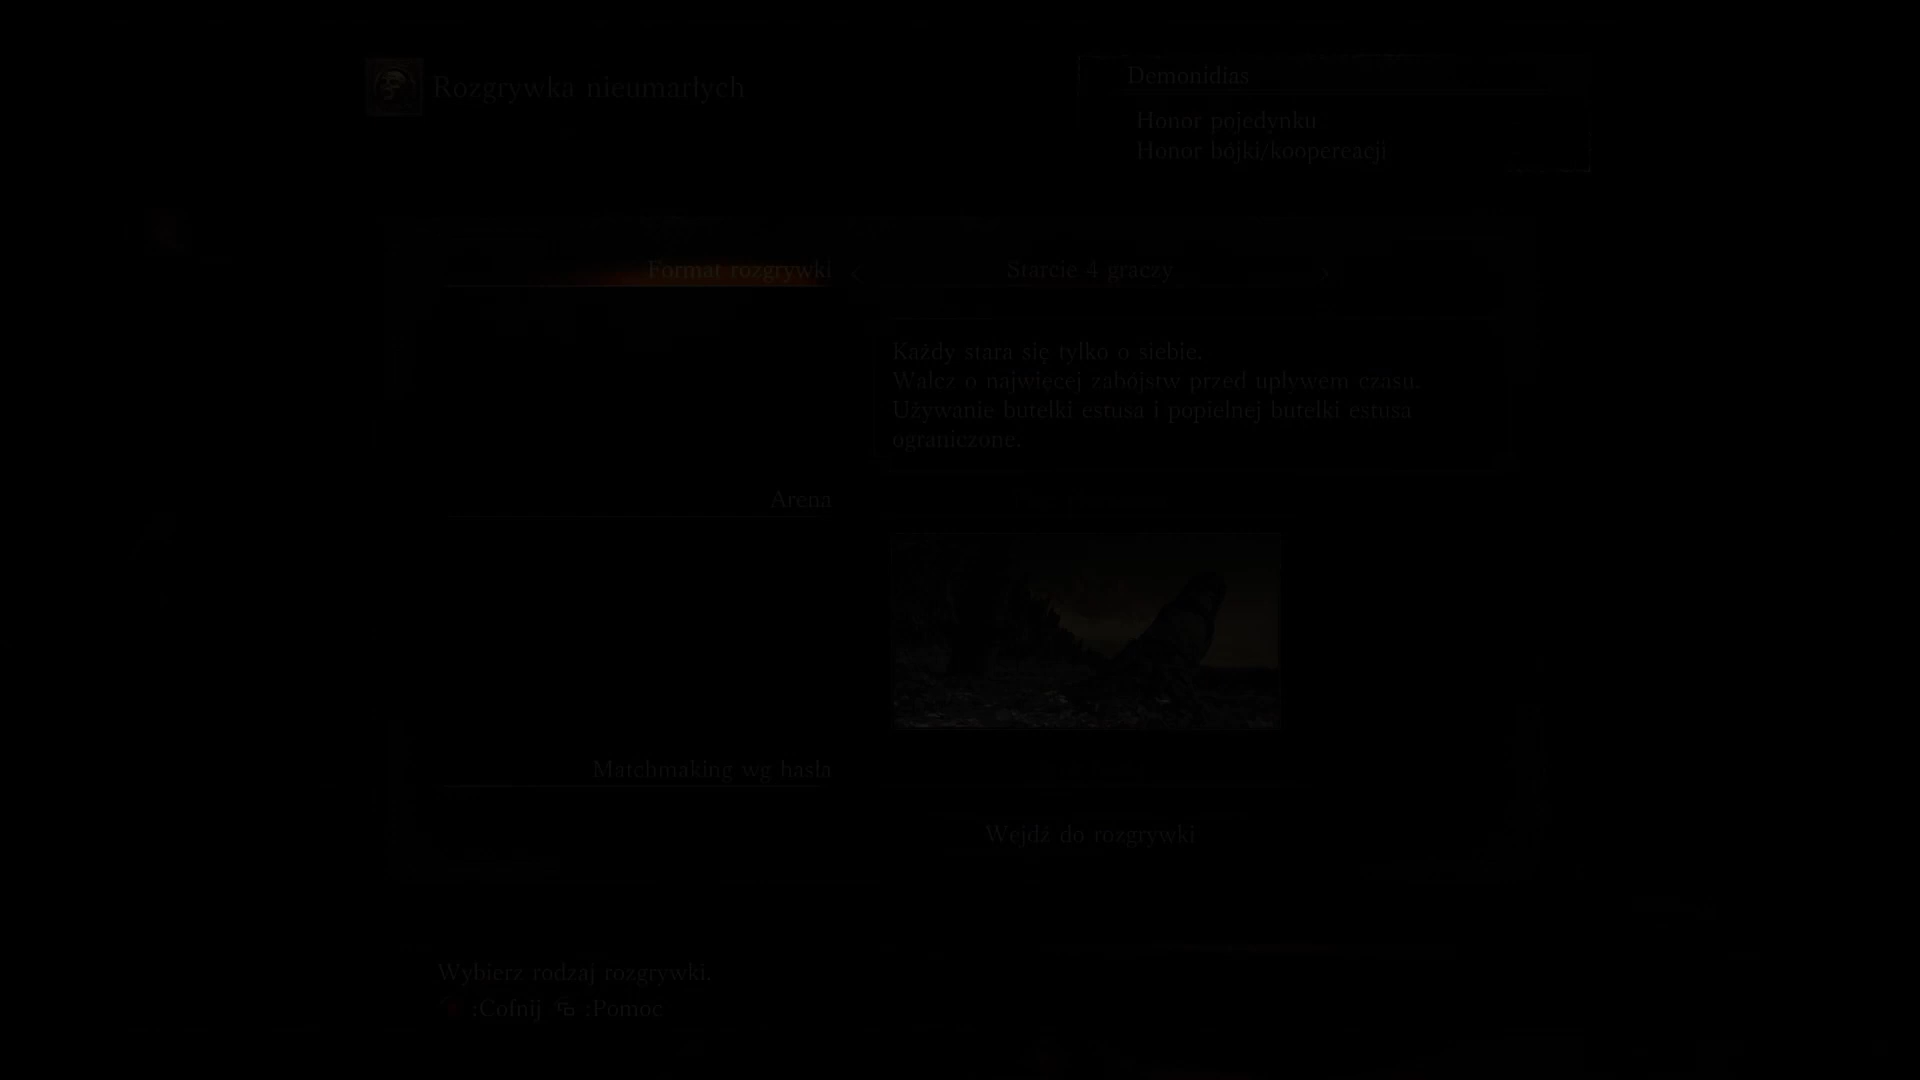 Rozgrywka nieumarłych
Demonidias
Honor pojedynku
Honor bójki/koopereacji
Format rozgrywki
Starcie 4 graczy
Każdy stara się tylko o siebie.
Walcz o najwięcej zabójstw przed upływem czasu.
Używanie butelki estusa i popielnej butelki estusa
ograniczone.
Arena
Matchmaking wg hasła
Wejdź do rozgrywki
Wybierz rodzaj rozgrywki.
:Cofnij :Pomoc